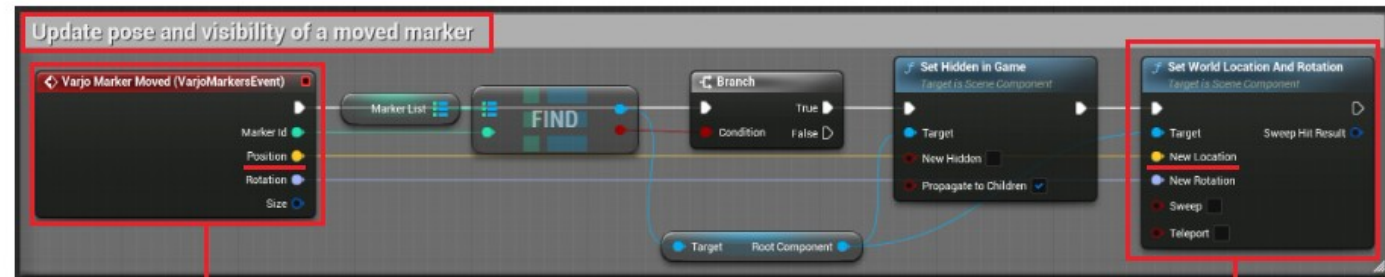 Update pose and visibility of a moved marker
Varjo Marker Moved (VarjoMarkersEvent)
Marker Id
Position
Rotation
Size
Marker List
FIND
Branch
True
Condition
False
Set Hidden in Game
Target is Scene Component
Target
New Hidden
Propagate to Children
Target
Root Component
Set World Location And Rotation
Target is Scene Component
Target
Sweep Hit Result
New Location
New Rotation
Sweep
Teleport